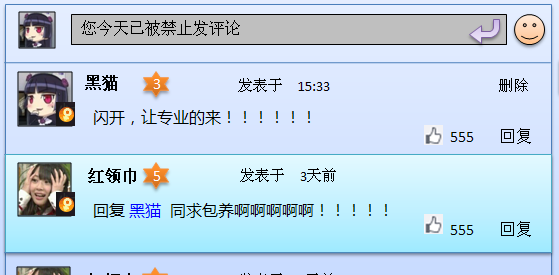 您今天已被禁止发评论
黑猫 3 发表于 15:33 删除
闪开，让专业的来！！！！！！
555 回复
红领巾 5 发表于 3天前
回复 黑猫 同求包养啊啊啊啊啊！！！！！
555 回复